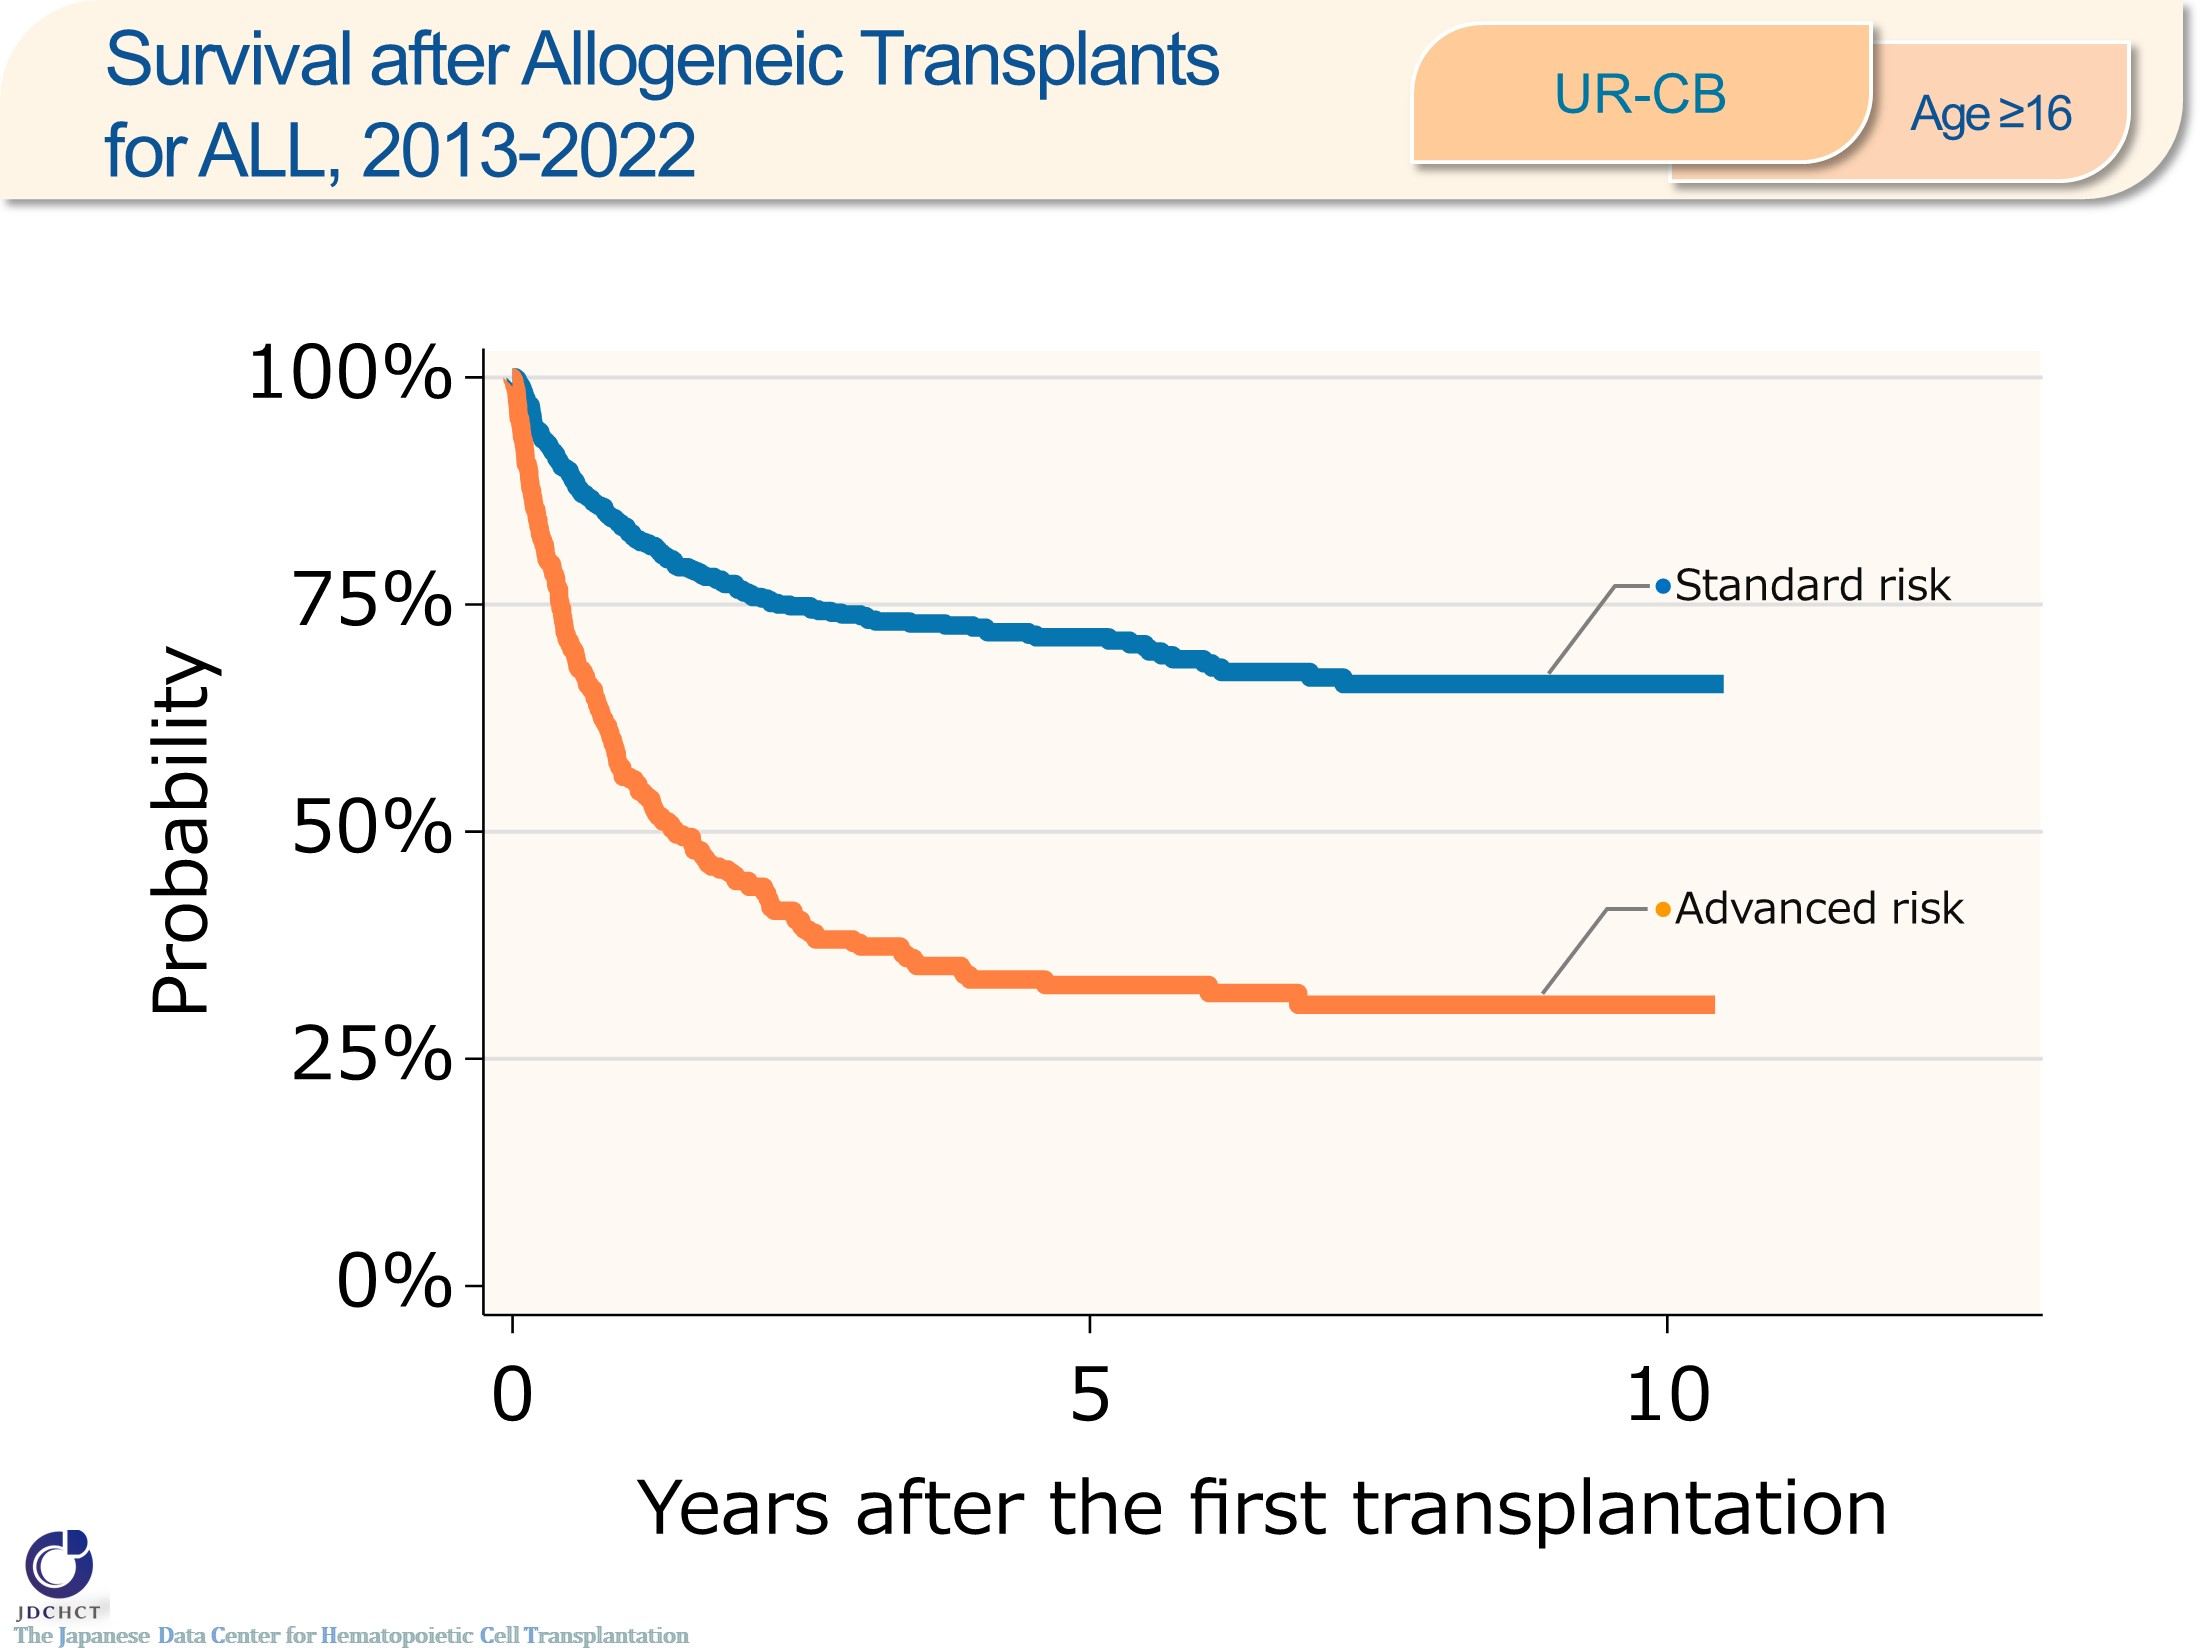 Survival after Allogeneic Transplants
for ALL, 2013-2022
UR-CB
Age ≥16
100%
75%
50%
25%
0%
Probability
Standard risk
Advanced risk
0 5 10
Years after the first transplantation
JDCHCT
The Japanese Data Center for Hematopoietic Cell Transplantation